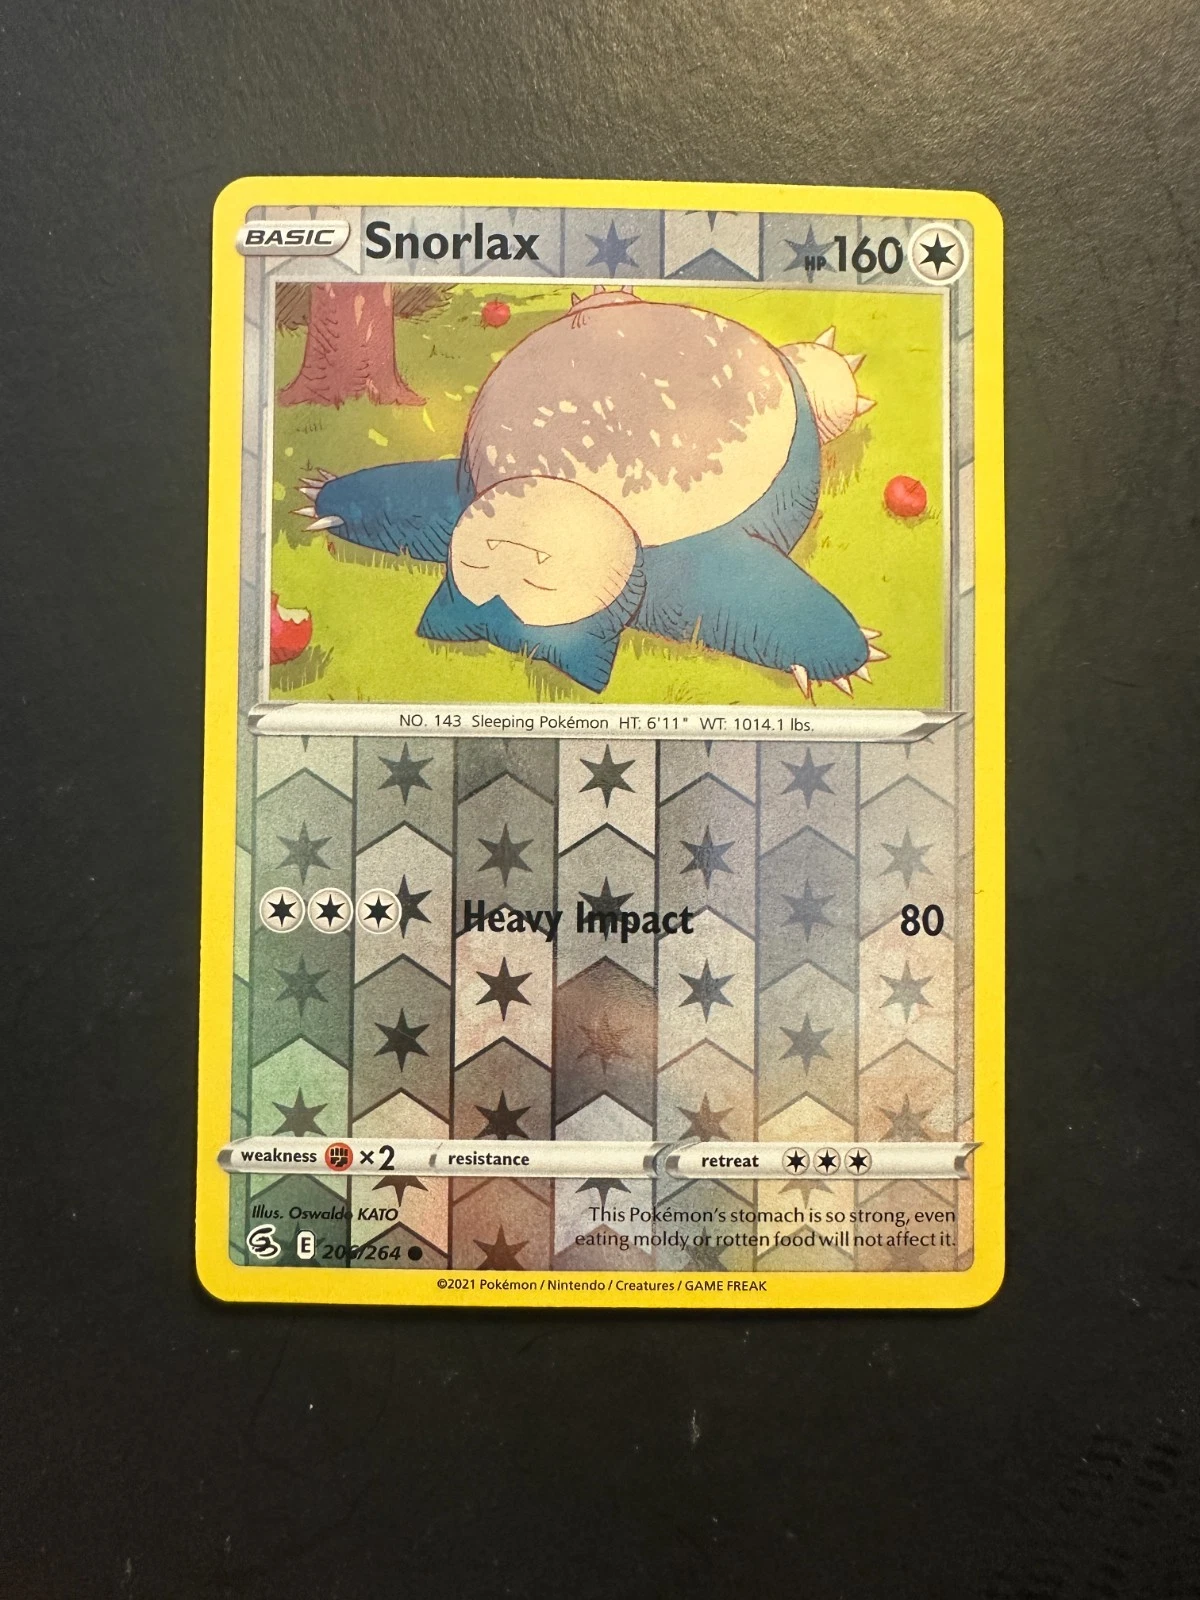 BASIC Snorlax HP 160
NO. 143 Sleeping Pokémon HT: 6'11" WT: 1014.1 lbs.
Heavy Impact 80
weakness ×2 resistance retreat
Illus. Oswaldo KATO
This Pokémon's stomach is so strong, even
eating moldy or rotten food will not affect it.
E 206/264
©2021 Pokémon / Nintendo / Creatures / GAME FREAK